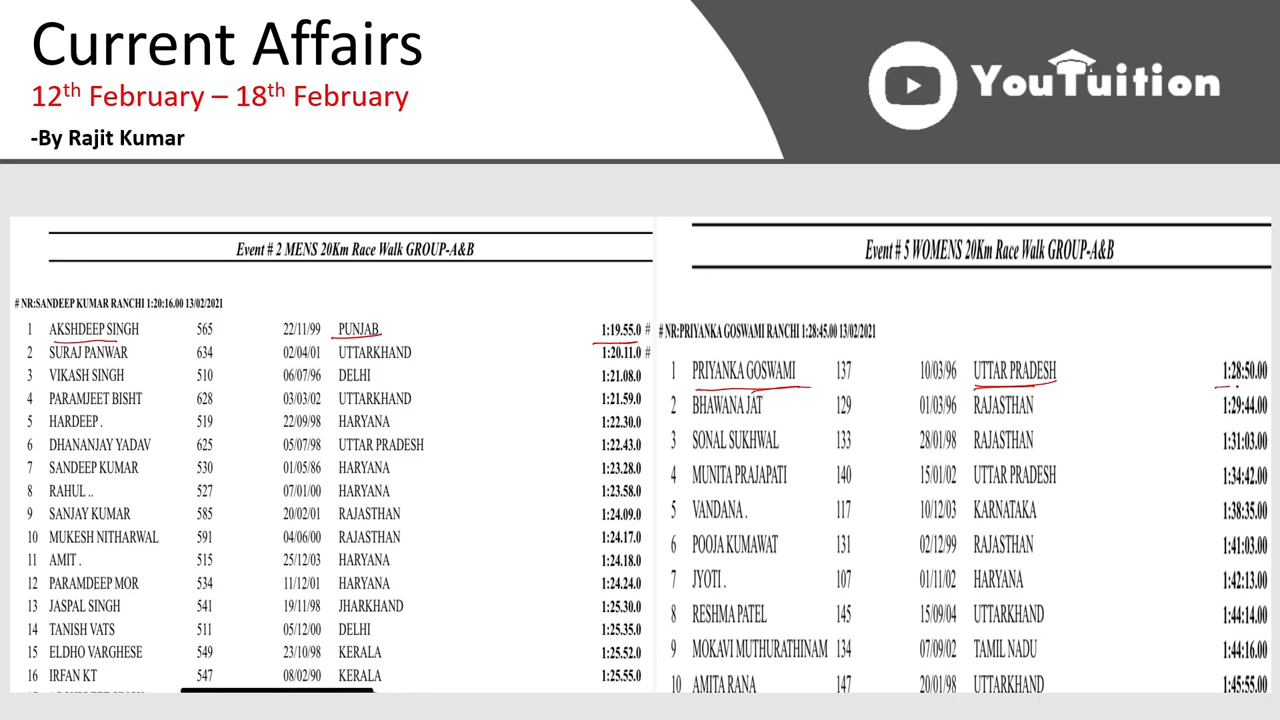 Current Affairs
12th February – 18th February
-By Rajit Kumar
YouTuition
Event # 2 MENS 20Km Race Walk GROUP-A&B
# NR:SANDEEP KUMAR RANCHI 1:20:16.00 13/02/2021
1 AKSHDEEP SINGH 565 22/11/99 PUNJAB 1:19.55.0 #
2 SURAJ PANWAR 634 02/04/01 UTTARKHAND 1:20.11.0 #
3 VIKASH SINGH 510 06/07/96 DELHI 1:21.08.0
4 PARAMJEET BISHT 628 03/03/02 UTTARKHAND 1:21.59.0
5 HARDEEP . 519 22/09/98 HARYANA 1:22.30.0
6 DHANANJAY YADAV 625 05/07/98 UTTAR PRADESH 1:22.43.0
7 SANDEEP KUMAR 530 01/05/86 HARYANA 1:23.28.0
8 RAHUL .. 527 07/01/00 HARYANA 1:23.58.0
9 SANJAY KUMAR 585 20/02/01 RAJASTHAN 1:24.09.0
10 MUKESH NITHARWAL 591 04/06/00 RAJASTHAN 1:24.17.0
11 AMIT . 515 25/12/03 HARYANA 1:24.18.0
12 PARAMDEEP MOR 534 11/12/01 HARYANA 1:24.24.0
13 JASPAL SINGH 541 19/11/98 JHARKHAND 1:25.30.0
14 TANISH VATS 511 05/12/00 DELHI 1:25.35.0
15 ELDHO VARGHESE 549 23/10/98 KERALA 1:25.52.0
16 IRFAN KT 547 08/02/90 KERALA 1:25.55.0
Event # 5 WOMENS 20Km Race Walk GROUP-A&B
# NR:PRIYANKA GOSWAMI RANCHI 1:28:45.00 13/02/2021
1 PRIYANKA GOSWAMI 137 10/03/96 UTTAR PRADESH 1:28:50.00
2 BHAWANA JAT 129 01/03/96 RAJASTHAN 1:29:44.00
3 SONAL SUKHWAL 133 28/01/98 RAJASTHAN 1:31:03.00
4 MUNITA PRAJAPATI 140 15/01/02 UTTAR PRADESH 1:34:42.00
5 VANDANA . 117 10/12/03 KARNATAKA 1:38:35.00
6 POOJA KUMAWAT 131 02/12/99 RAJASTHAN 1:41:03.00
7 JYOTI . 107 01/11/02 HARYANA 1:42:13.00
8 RESHMA PATEL 145 15/09/04 UTTARKHAND 1:44:14.00
9 MOKAVI MUTHURATHINAM 134 07/09/02 TAMIL NADU 1:44:16.00
10 AMITA RANA 147 20/01/98 UTTARKHAND 1:45:55.00